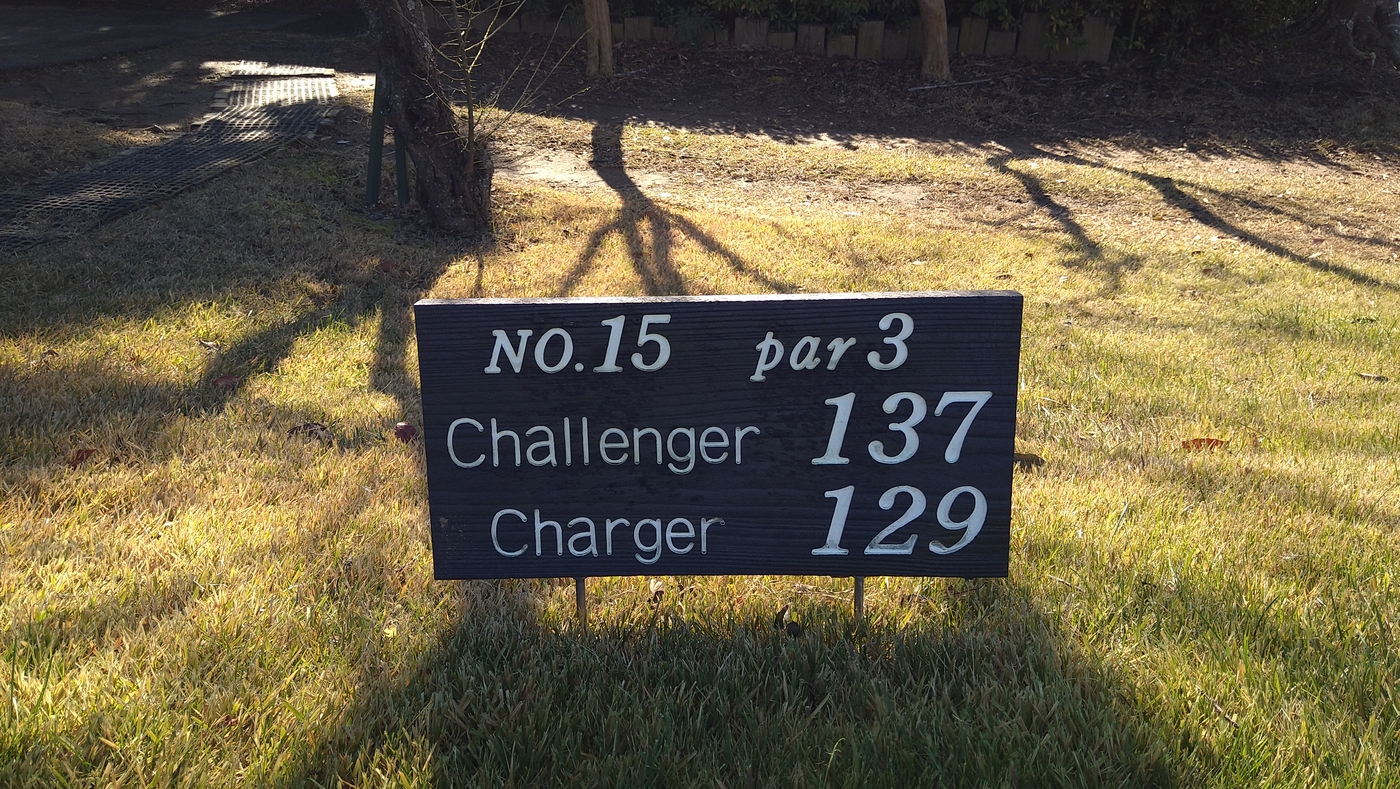 NO.15 par 3
Challenger 137
Charger 129